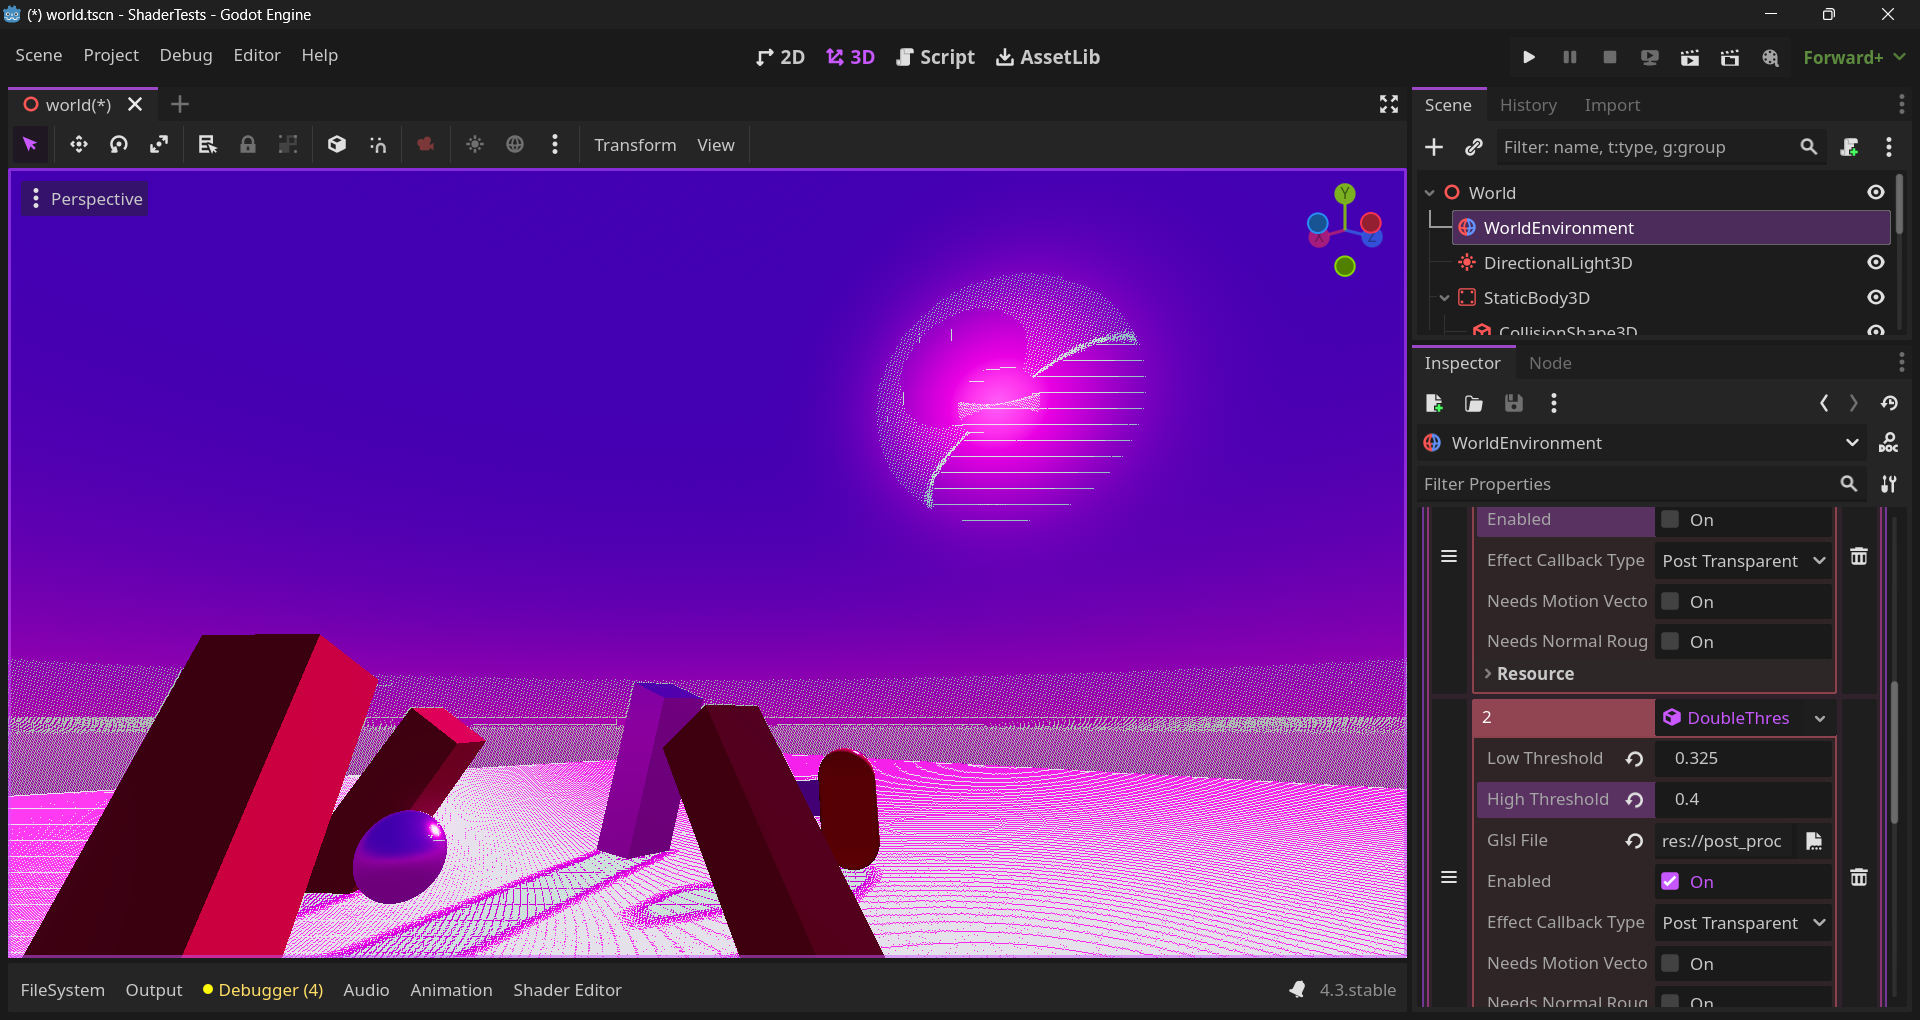 (*) world.tscn - ShaderTests - Godot Engine
Scene Project Debug Editor Help
2D 3D Script AssetLib
Forward+
world(*)
Scene History Import
Transform View
Filter: name, t:type, g:group
Perspective
Y
X
Z
World
WorldEnvironment
DirectionalLight3D
StaticBody3D
CollisionShape3D
Inspector Node
WorldEnvironment
DOC
Filter Properties
Enabled On
Effect Callback Type Post Transparent
Needs Motion Vecto On
Needs Normal Roug On
Resource
2 DoubleThres
Low Threshold 0.325
High Threshold 0.4
Glsl File res://post_proc
Enabled On
Effect Callback Type Post Transparent
Needs Motion Vecto On
Needs Normal Roug On
FileSystem Output Debugger (4) Audio Animation Shader Editor 4.3.stable